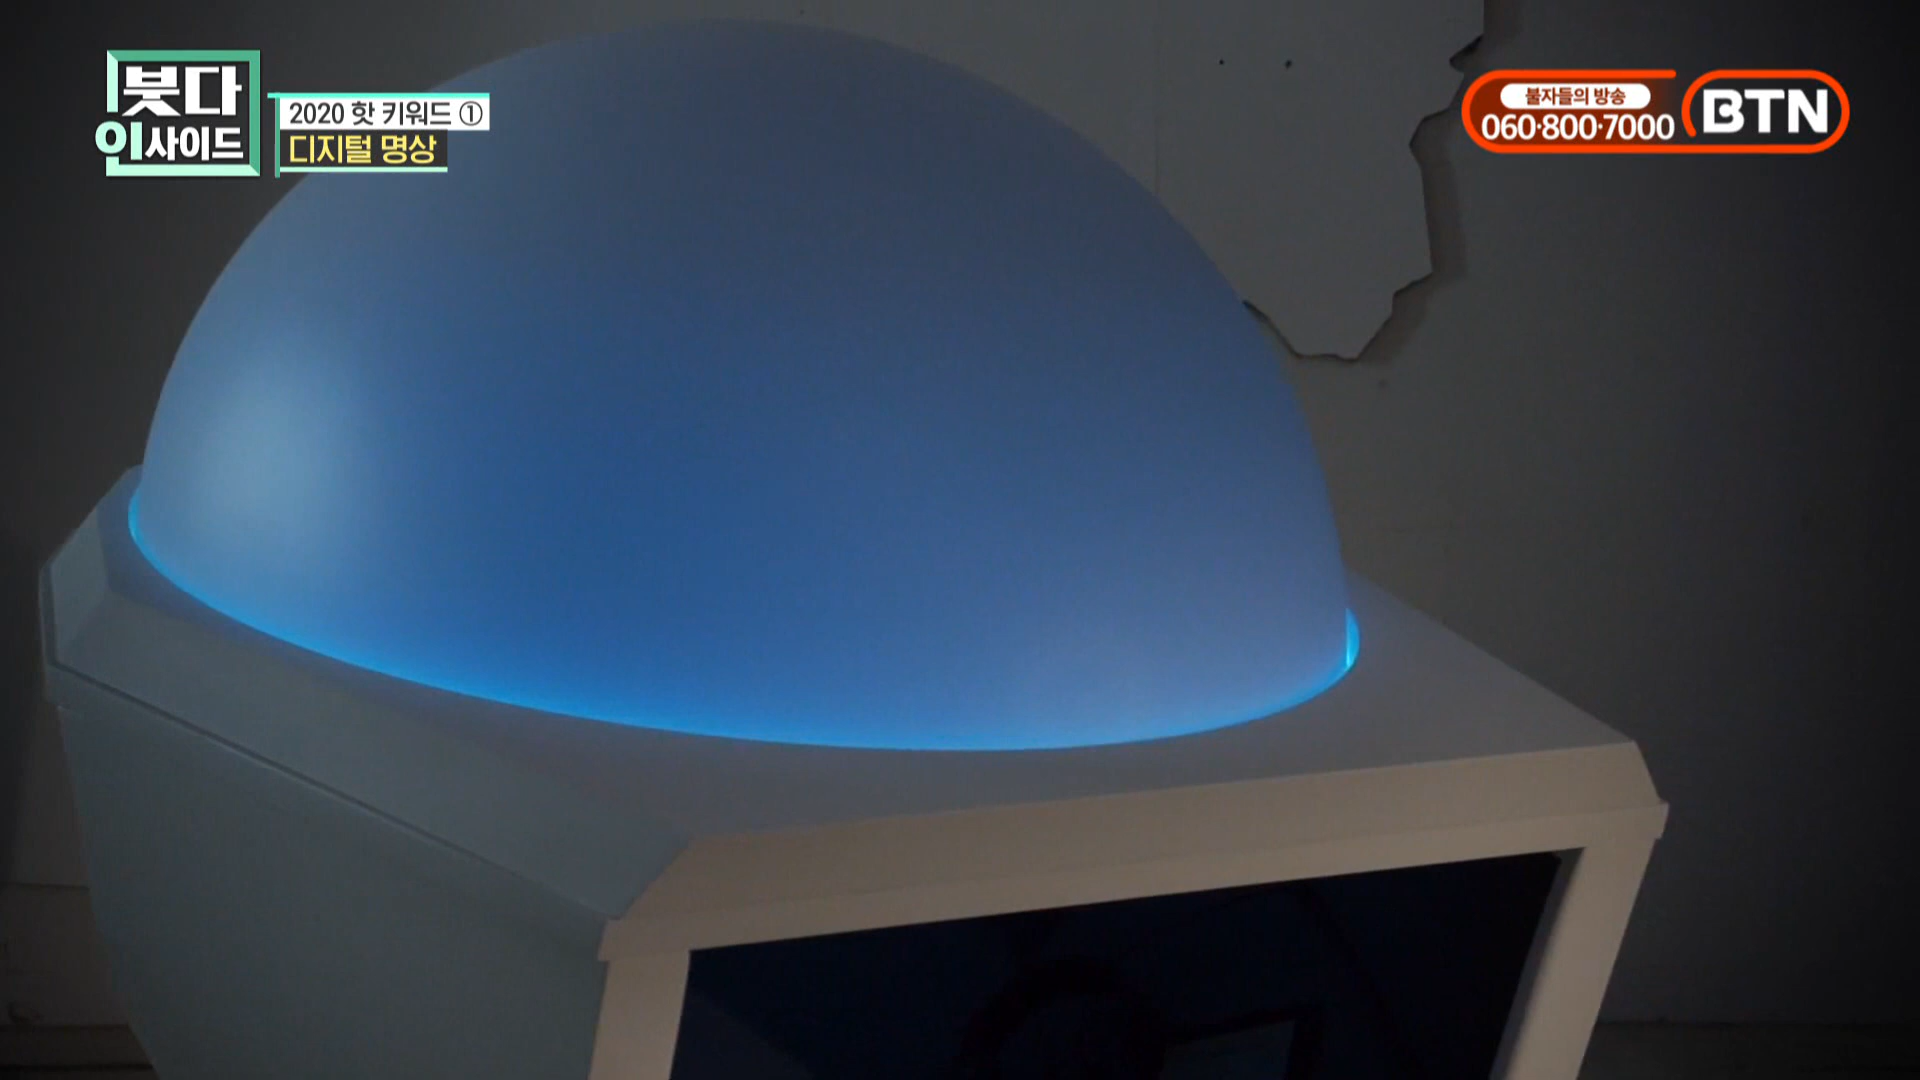 붓다
인사이드
2020 핫 키워드 ①
디지털 명상
불자들의 방송
060·800·7000
BTN